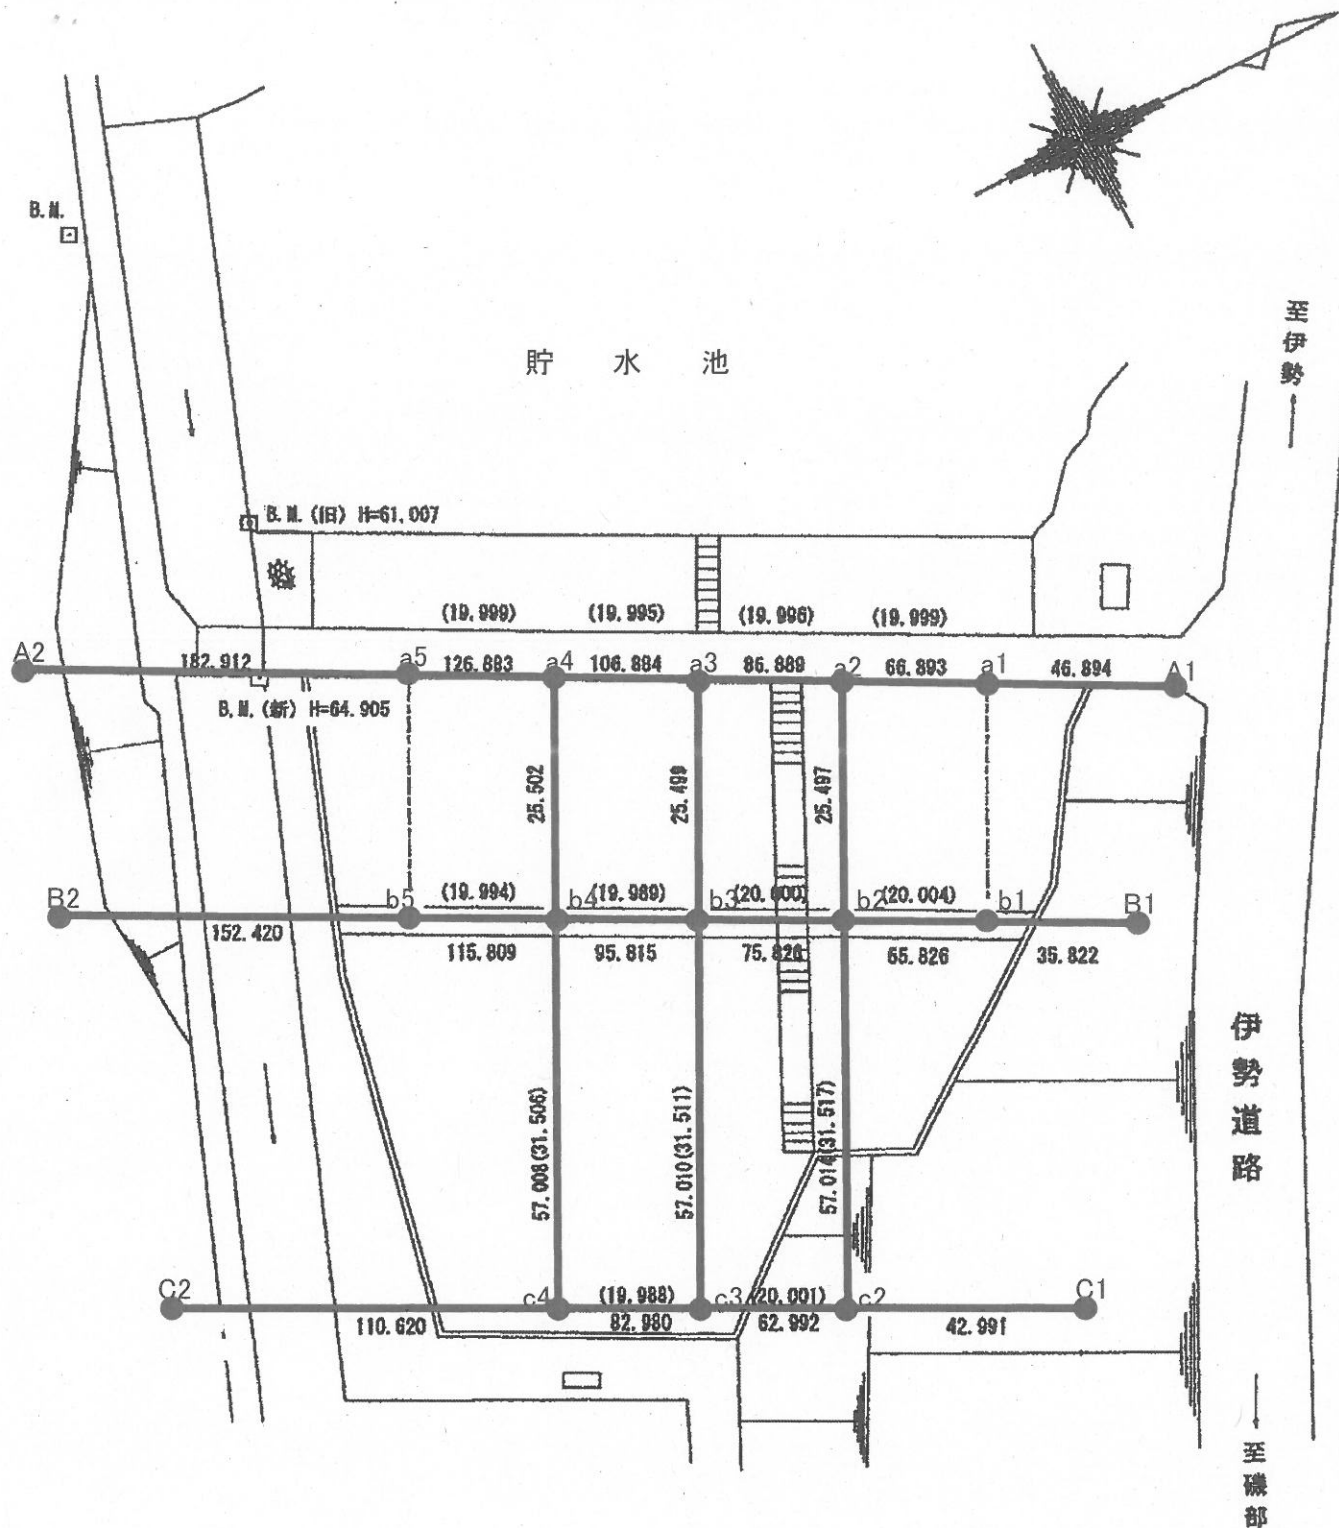 B.M.
至伊勢
貯 水 池
B.M. (旧) H=61.007
(19.999) (19.995) (19.996) (19.999)
A2 182.912 a5 126.883 a4 106.884 a3 86.889 a2 66.893 a1 46.894 A1
B.M. (新) H=64.905
25.502 25.499 25.497
(19.994) (19.989) (20.000) (20.004)
B2 b5 b4 b3 b2 b1 B1
152.420 115.809 95.815 75.826 55.826 35.822
伊勢道路
57.008(31.506) 57.010(31.511) 57.014(31.517)
C2 c4 (19.988) c3 (20.001) c2 C1
110.620 82.980 62.992 42.991
至磯部